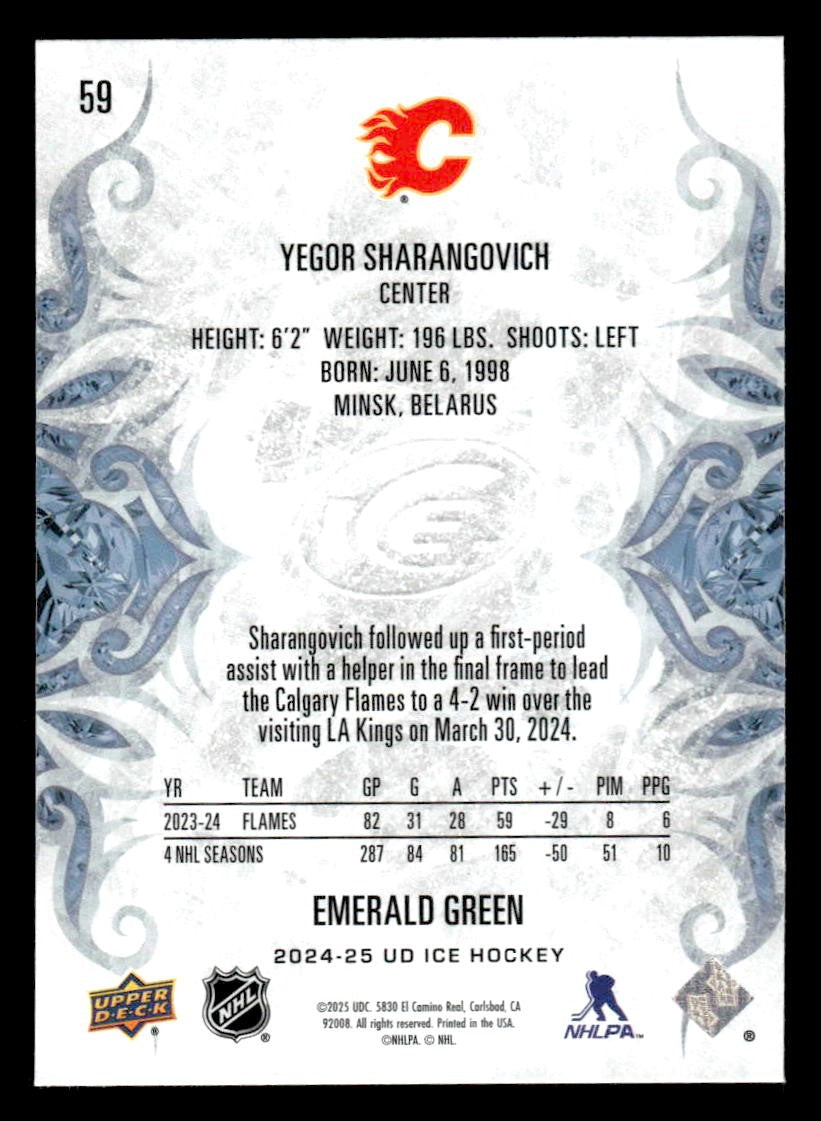 59
C
®
YEGOR SHARANGOVICH
CENTER
HEIGHT: 6'2" WEIGHT: 196 LBS. SHOOTS: LEFT
BORN: JUNE 6, 1998
MINSK, BELARUS
ICE
Sharangovich followed up a first-period
assist with a helper in the final frame to lead
the Calgary Flames to a 4-2 win over the
visiting LA Kings on March 30, 2024.
YR TEAM GP G A PTS +/- PIM PPG
2023-24 FLAMES 82 31 28 59 -29 8 6
4 NHL SEASONS 287 84 81 165 -50 51 10
EMERALD GREEN
2024-25 UD ICE HOCKEY
UPPER
D·E·C·K
®
NHL
®
©2025 UDC. 5830 El Camino Real, Carlsbad, CA
92008. All rights reserved. Printed in the USA.
©NHLPA. © NHL.
NHLPA™
®